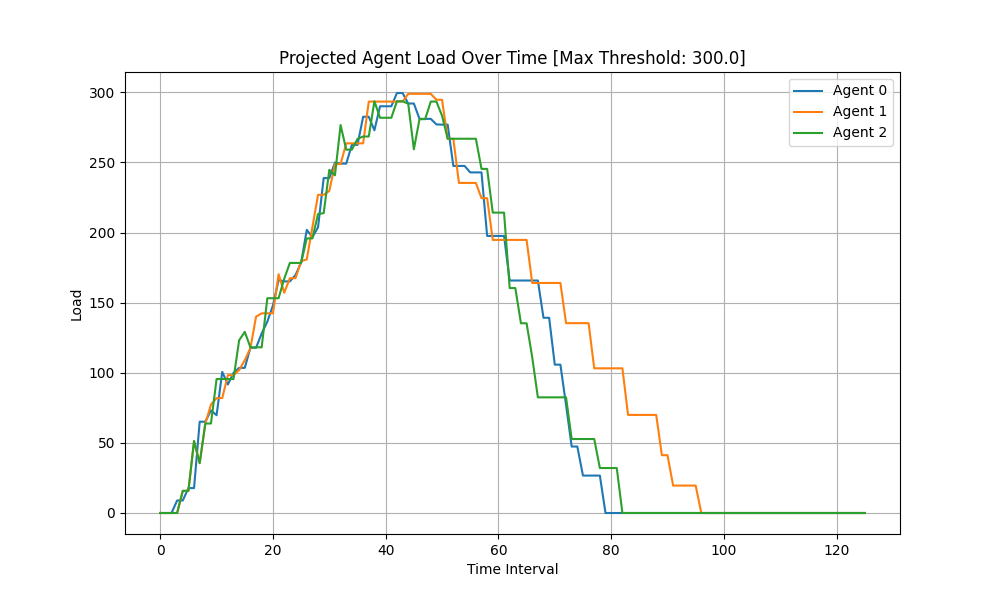 Projected Agent Load Over Time [Max Threshold: 300.0]
Agent 0
Agent 1
Agent 2
Load
300
250
200
150
100
50
0
0 20 40 60 80 100 120
Time Interval